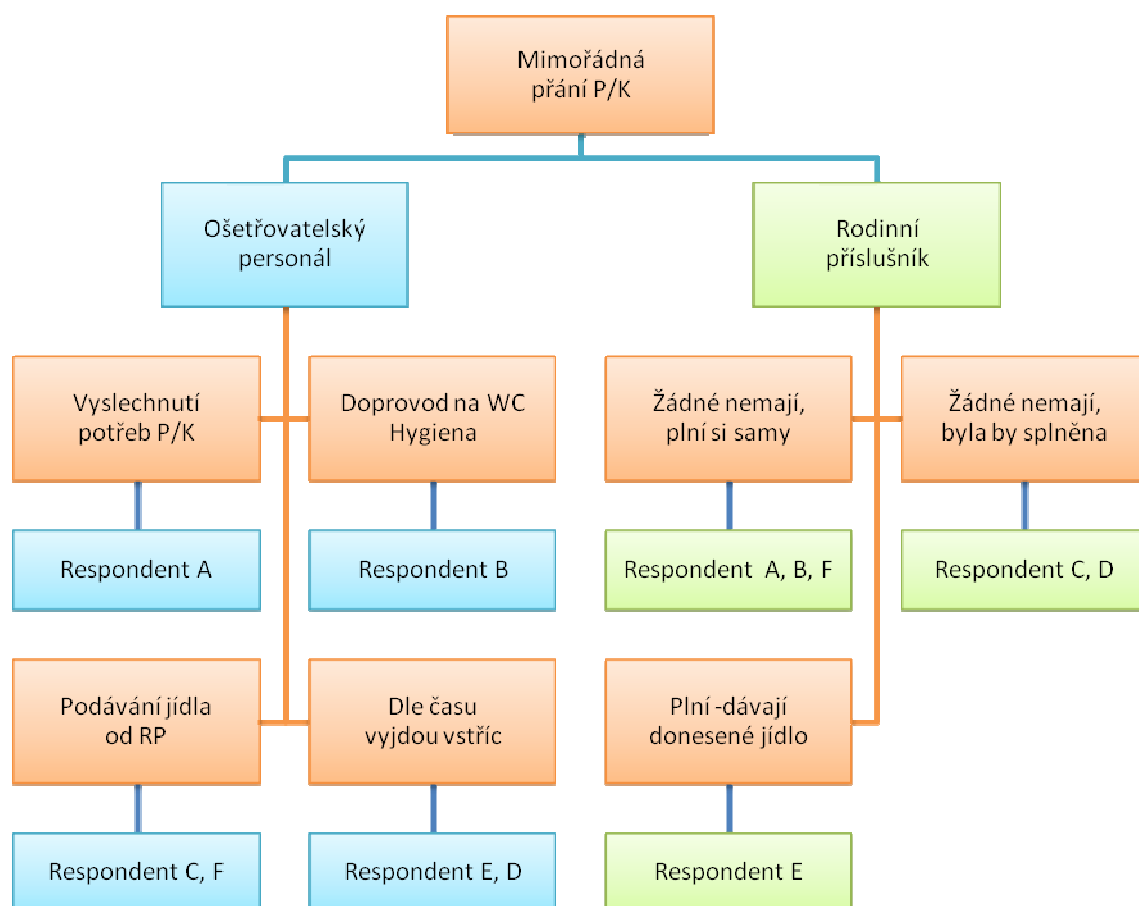 Mimořádná
přání P/K
Ošetřovatelský
personál
Rodinní
příslušník
Vyslechnutí
potřeb P/K
Doprovod na WC
Hygiena
Žádné nemají,
plní si samy
Žádné nemají,
byla by splněna
Respondent A
Respondent B
Respondent  A, B, F
Respondent C, D
Podávání jídla
od RP
Dle času
vyjdou vstříc
Plní -dávají
donesené jídlo
Respondent C, F
Respondent E, D
Respondent E